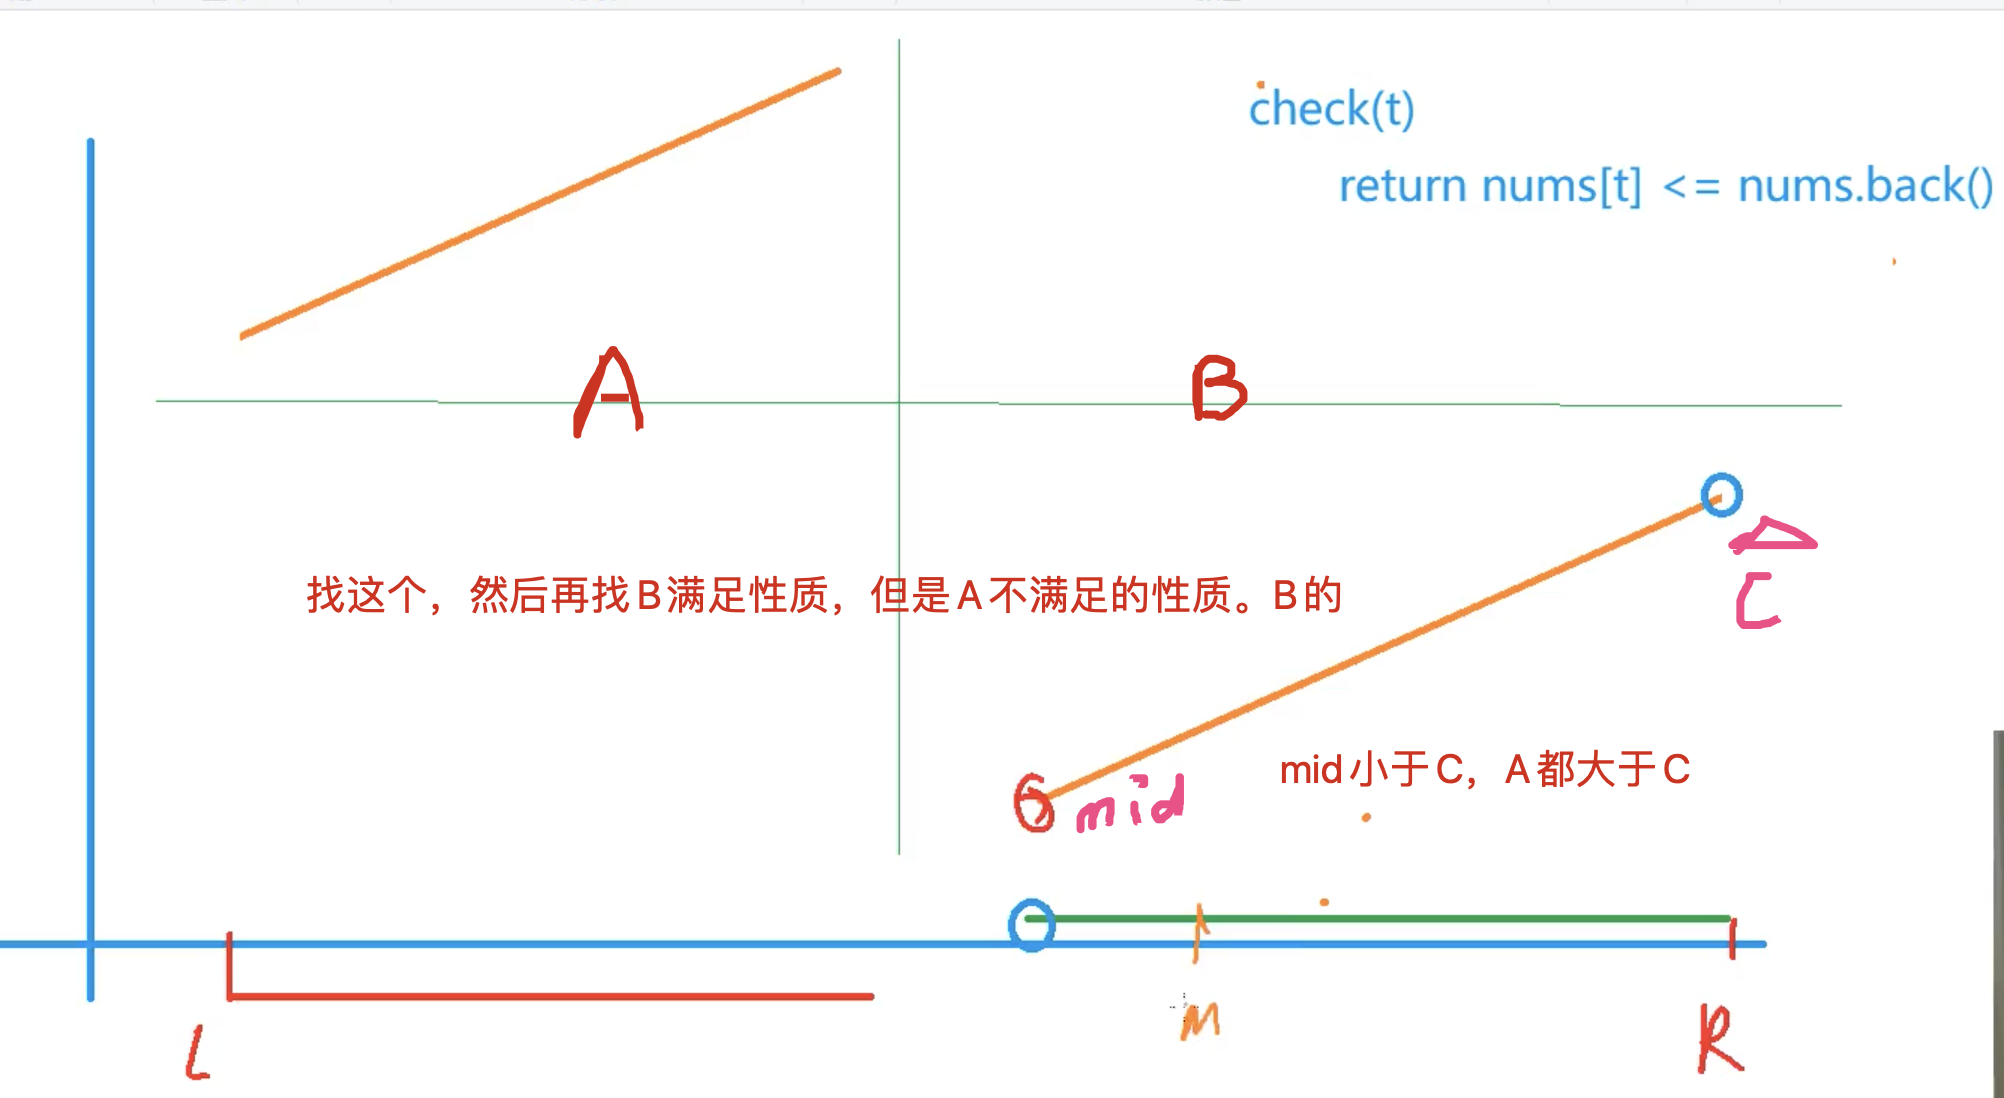 check(t)
return nums[t] <= nums.back()
A
B
C
找这个，然后再找B满足性质，但是A不满足的性质。B的
mid小于C，A都大于C
mid
M
L
R